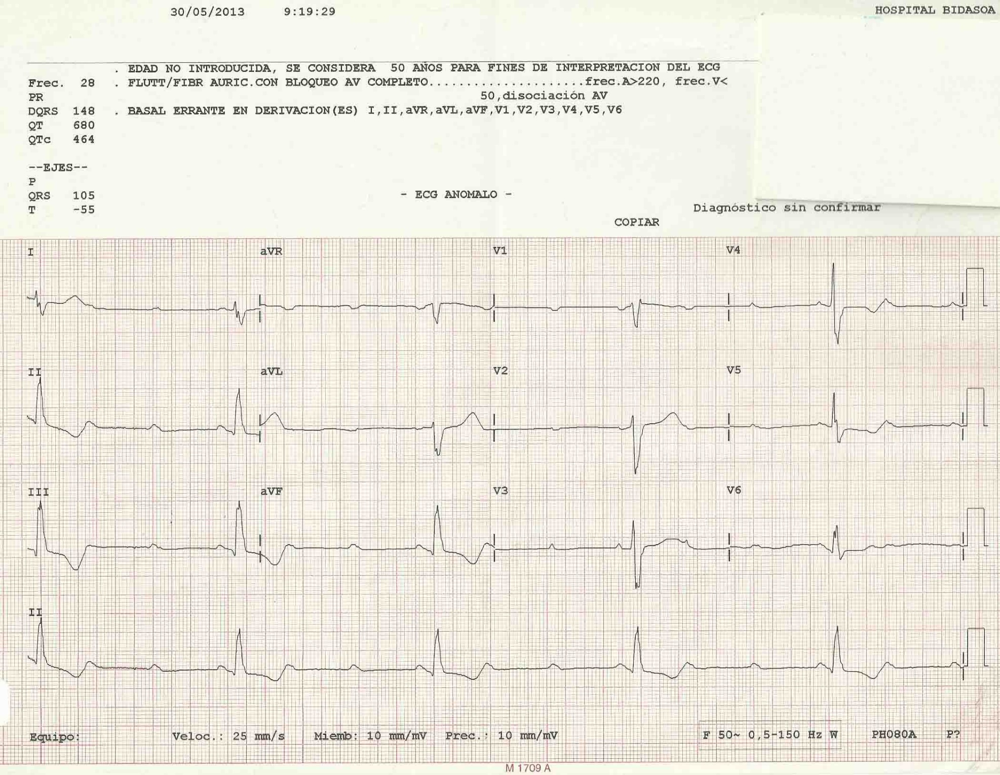 30/05/2013 9:19:29 HOSPITAL BIDASOA
. EDAD NO INTRODUCIDA, SE CONSIDERA 50 AÑOS PARA FINES DE INTERPRETACION DEL ECG
Frec. 28 . FLUTT/FIBR AURIC.CON BLOQUEO AV COMPLETO.....................frec.A>220, frec.V<
PR 50,disociación AV
DQRS 148 . BASAL ERRANTE EN DERIVACION(ES) I,II,aVR,aVL,aVF,V1,V2,V3,V4,V5,V6
QT 680
QTc 464
--EJES--
P
QRS 105 - ECG ANOMALO -
T -55 Diagnóstico sin confirmar
COPIAR
I aVR V1 V4
II aVL V2 V5
III aVF V3 V6
II
Equipo: Veloc.: 25 mm/s Miemb: 10 mm/mV Prec.: 10 mm/mV F 50~ 0,5-150 Hz W PH080A P?
M 1709 A